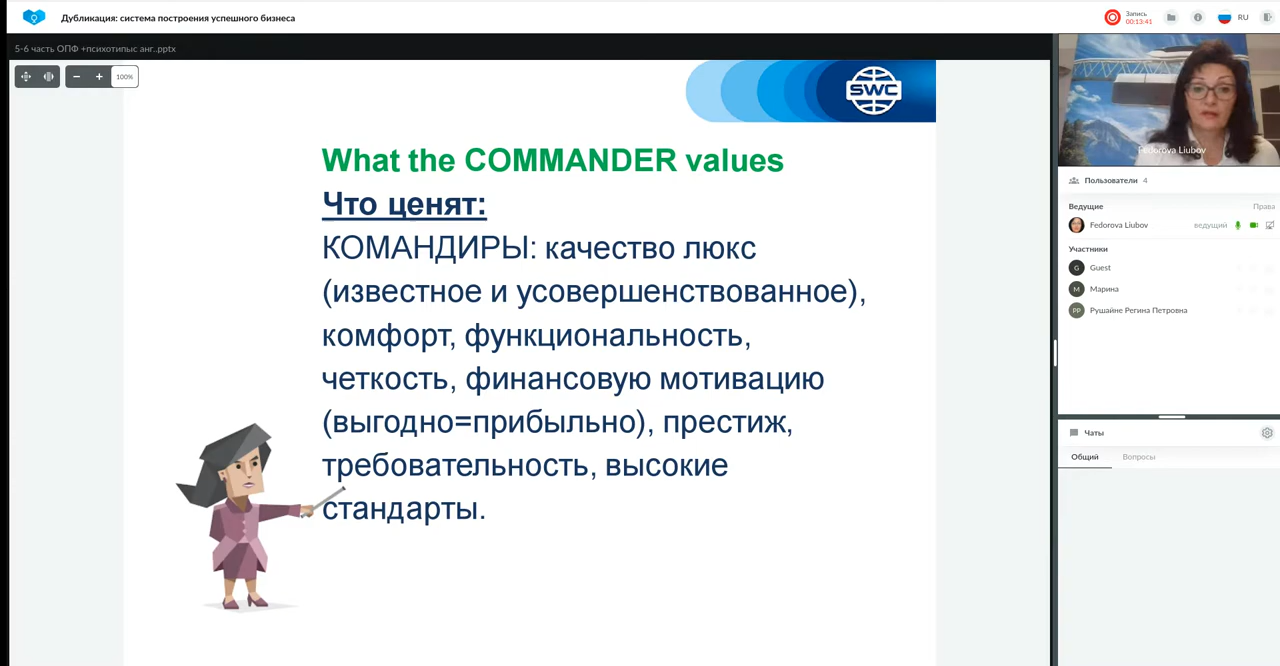 Дубликация: система построения успешного бизнеса
Запись
00:13:41
RU
5-6 часть ОПФ +психотипыс анг..pptx
100%
SWC
What the COMMANDER values
Что ценят:
КОМАНДИРЫ: качество люкс
(известное и усовершенствованное),
комфорт, функциональность,
четкость, финансовую мотивацию
(выгодно=прибыльно), престиж,
требовательность, высокие
стандарты.
Fedorova Liubov
Пользователи 4
Ведущие Права
Fedorova Liubov ведущий
Участники
G Guest
М Марина
РР Рушайне Регина Петровна
Чаты
Общий Вопросы